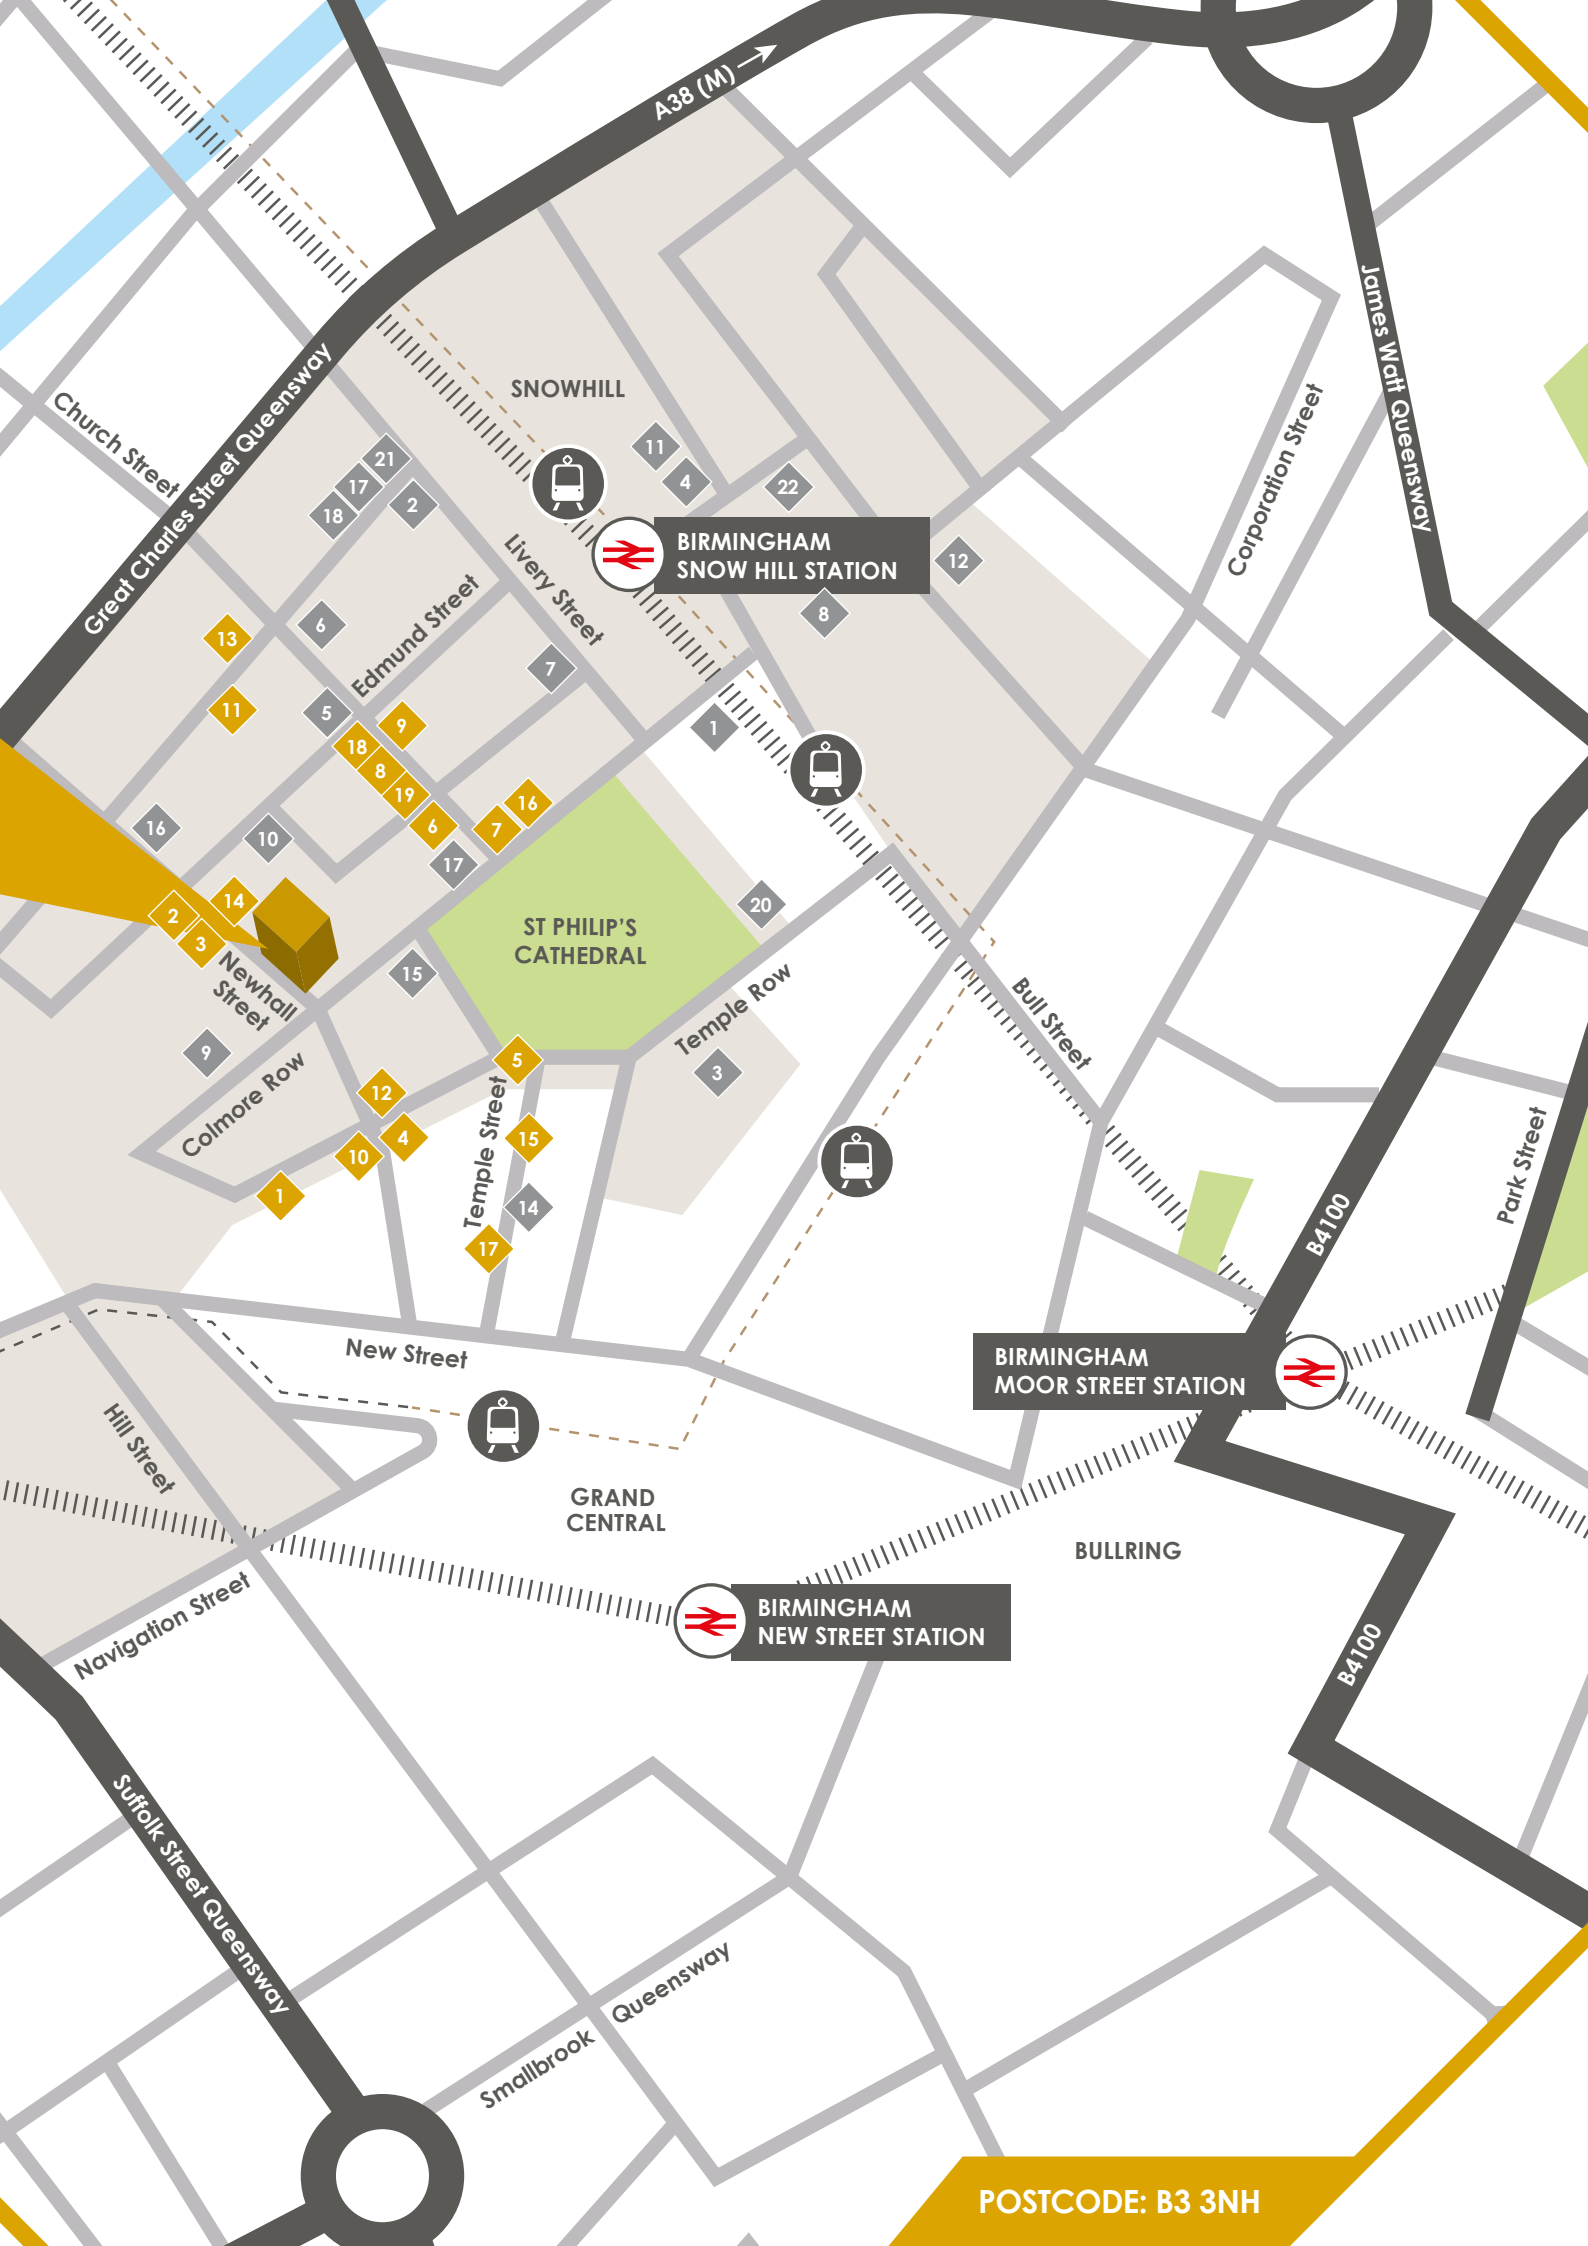 A38 (M)
James Watt Queensway
Great Charles Street Queensway
Church Street
SNOWHILL
Corporation Street
11
4
22
21
17
18
2
Livery Street
BIRMINGHAM
SNOW HILL STATION
12
8
Edmund Street
6
13
7
11
5
9
1
18
8
19
16
6
7
16
10
17
14
2
3
20
ST PHILIP'S
CATHEDRAL
15
Newhall
Street
Temple Row
Bull Street
9
Colmore Row
5
3
12
4
10
15
Temple Street
1
14
17
Park Street
B4100
New Street
BIRMINGHAM
MOOR STREET STATION
Hill Street
GRAND
CENTRAL
BULLRING
Navigation Street
BIRMINGHAM
NEW STREET STATION
B4100
Suffolk Street Queensway
Smallbrook Queensway
POSTCODE: B3 3NH